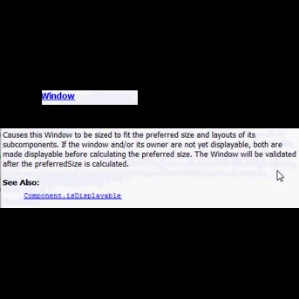 Window
Causes this Window to be sized to fit the preferred size and layouts of its
subcomponents. If the window and/or its owner are not yet displayable, both are
made displayable before calculating the preferred size. The Window will be validated
after the preferredSize is calculated.
See Also:
Component.isDisplayable